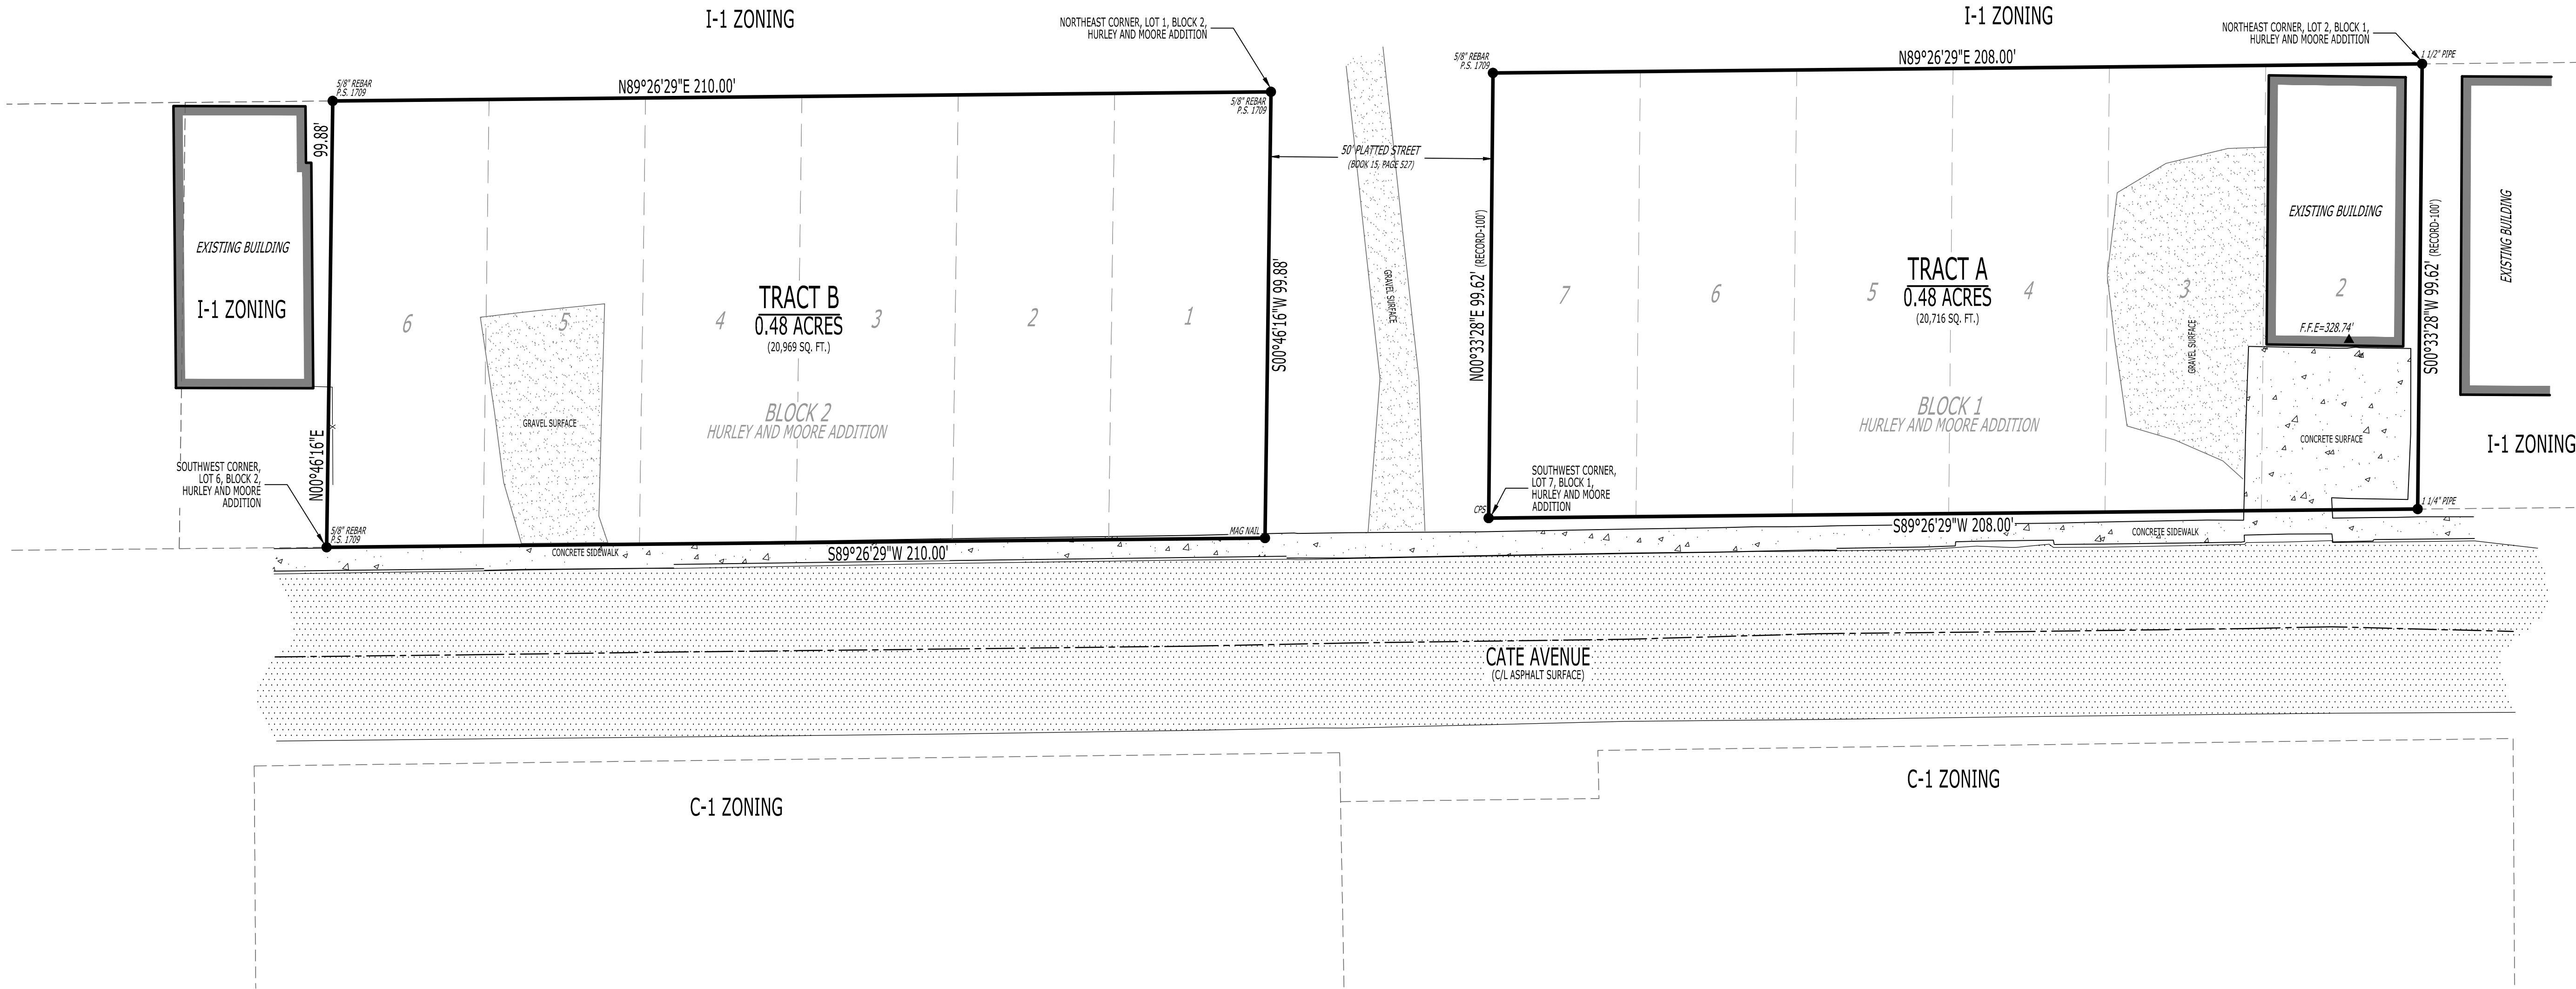 I-1 ZONING
I-1 ZONING
NORTHEAST CORNER, LOT 1, BLOCK 2,
HURLEY AND MOORE ADDITION
NORTHEAST CORNER, LOT 2, BLOCK 1,
HURLEY AND MOORE ADDITION
5/8" REBAR
P.S. 1709
N89°26'29"E 210.00'
5/8" REBAR
P.S. 1709
5/8" REBAR
P.S. 1709
N89°26'29"E 208.00'
1 1/2" PIPE
99.88'
N00°46'16"E
50' PLATTED STREET
(BOOK 15, PAGE 527)
EXISTING BUILDING
I-1 ZONING
TRACT B
0.48 ACRES
(20,969 SQ. FT.)
6
5
4
3
2
1
GRAVEL SURFACE
BLOCK 2
HURLEY AND MOORE ADDITION
S00°46'16"W 99.88'
GRAVEL SURFACE
N00°33'28"E 99.62' (RECORD-100')
TRACT A
0.48 ACRES
(20,716 SQ. FT.)
7
6
5
4
3
2
BLOCK 1
HURLEY AND MOORE ADDITION
GRAVEL SURFACE
EXISTING BUILDING
F.F.E=328.74'
CONCRETE SURFACE
S00°33'28"W 99.62' (RECORD-100')
EXISTING BUILDING
I-1 ZONING
SOUTHWEST CORNER,
LOT 6, BLOCK 2,
HURLEY AND MOORE
ADDITION
5/8" REBAR
P.S. 1709
CONCRETE SIDEWALK
S89°26'29"W 210.00'
MAG NAIL
SOUTHWEST CORNER,
LOT 7, BLOCK 1,
HURLEY AND MOORE
ADDITION
CPS
S89°26'29"W 208.00'
CONCRETE SIDEWALK
1 1/4" PIPE
CATE AVENUE
(C/L ASPHALT SURFACE)
C-1 ZONING
C-1 ZONING